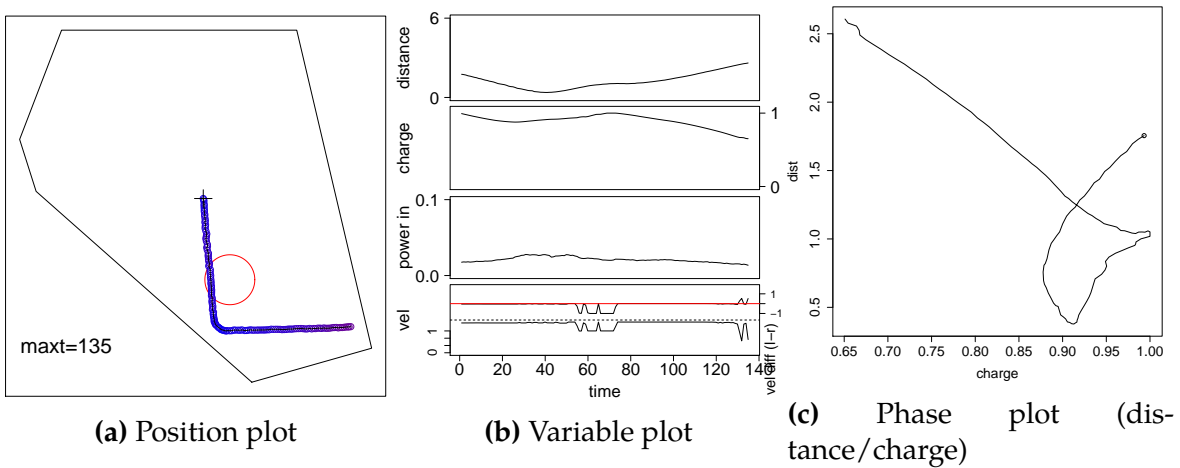 maxt=135
distance
6
0
charge
1
0
power in
0.1
0.0
vel
1
0
1
-1
vel diff (l-r)
0 20 40 60 80 100 120 140
time
dist
2.5
2.0
1.5
1.0
0.5
0.65 0.70 0.75 0.80 0.85 0.90 0.95 1.00
charge
(a) Position plot
(b) Variable plot
(c) Phase plot (dis-
tance/charge)